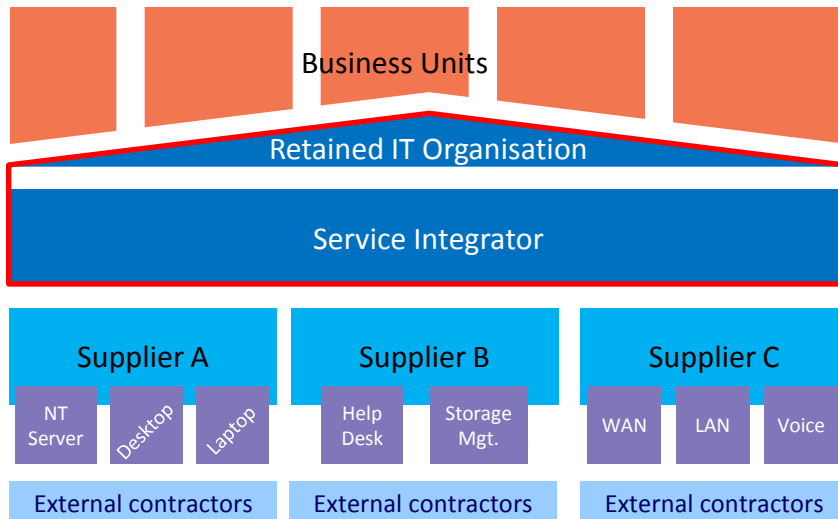 Business Units
Retained IT Organisation
Service Integrator
Supplier A
Supplier B
Supplier C
NT
Server
Desktop
Laptop
Help
Desk
Storage
Mgt.
WAN
LAN
Voice
External contractors
External contractors
External contractors